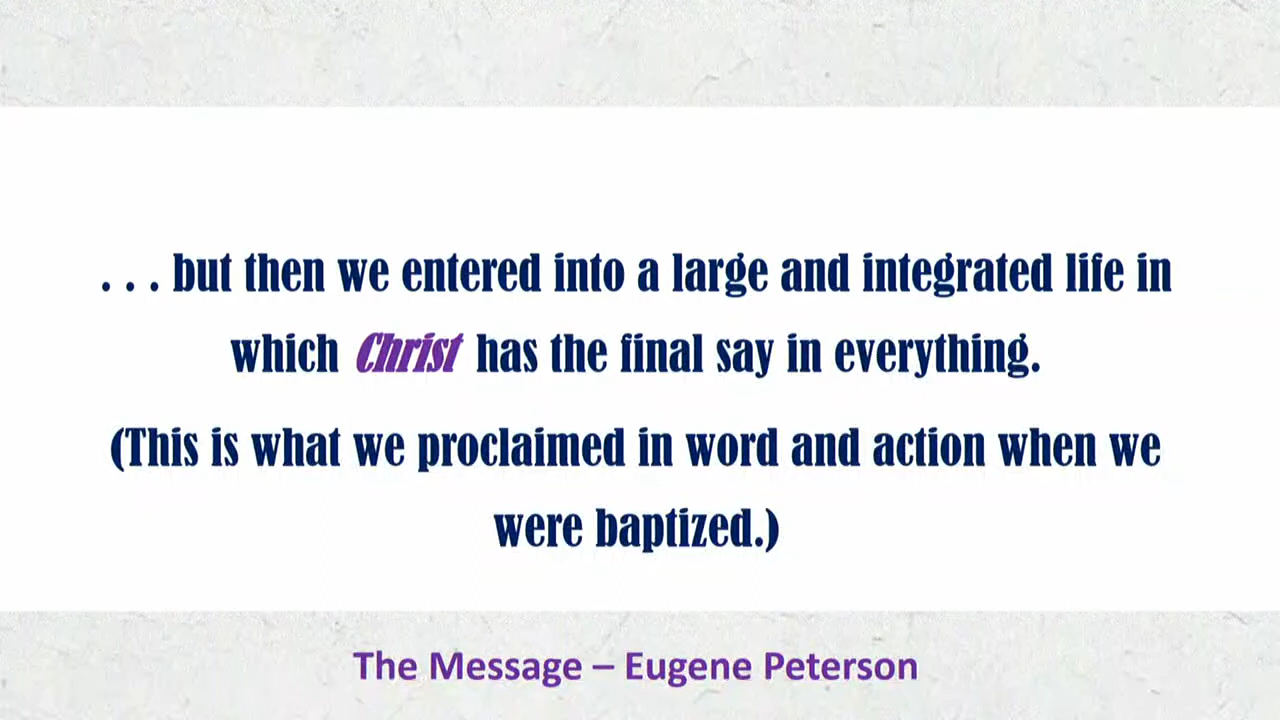 . . . but then we entered into a large and integrated life in
which Christ has the final say in everything.
(This is what we proclaimed in word and action when we
were baptized.)
The Message – Eugene Peterson